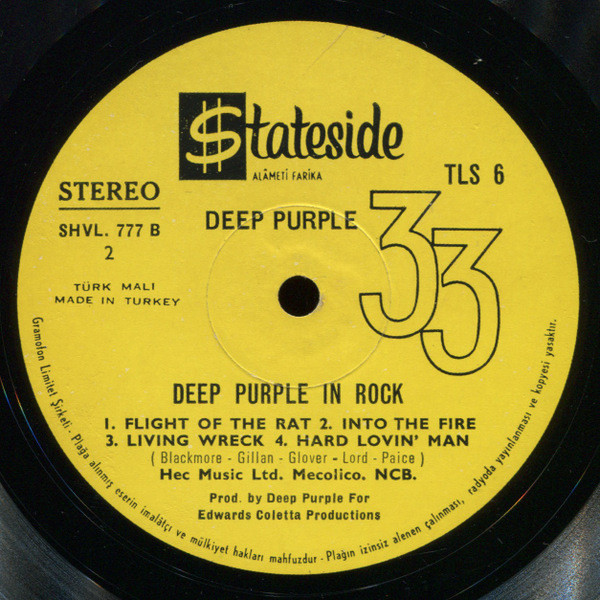 $tateside
ALÂMETİ FARİKA
TLS 6
STEREO
SHVL. 777 B
2
DEEP PURPLE
33
TÜRK MALI
MADE IN TURKEY
DEEP PURPLE IN ROCK
1. FLIGHT OF THE RAT 2. INTO THE FIRE
3. LIVING WRECK 4. HARD LOVIN' MAN
( Blackmore - Gillan - Glover - Lord - Paice )
Hec Music Ltd. Mecolico. NCB.
Prod. by Deep Purple For
Edwards Coletta Productions
Gramofon Limitet Şirketi. - Plağa alınmış eserin imalâtçı ve mülkiyet hakları mahfuzdur - Plağın izinsiz alenen çalınması, radyoda yayınlanması ve kopyesi yasaktır.